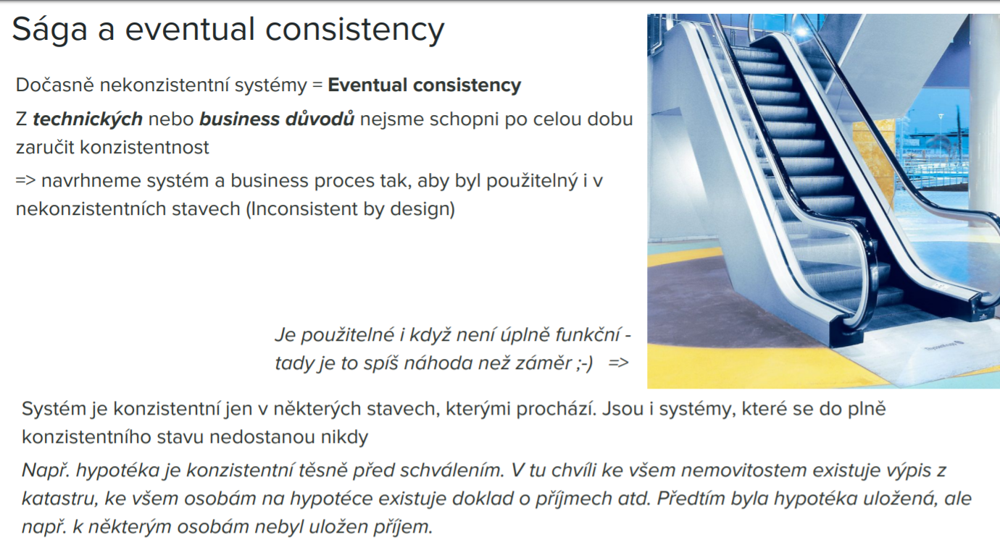 Sága a eventual consistency
Dočasně nekonzistentní systémy = Eventual consistency
Z technických nebo business důvodů nejsme schopni po celou dobu
zaručit konzistentnost
=> navrhneme systém a business proces tak, aby byl použitelný i v
nekonzistentních stavech (Inconsistent by design)
Je použitelné i když není úplně funkční -
tady je to spíš náhoda než záměr ;-) =>
Systém je konzistentní jen v některých stavech, kterými prochází. Jsou i systémy, které se do plně
konzistentního stavu nedostanou nikdy
Např. hypotéka je konzistentní těsně před schválením. V tu chvíli ke všem nemovitostem existuje výpis z
katastru, ke všem osobám na hypotéce existuje doklad o příjmech atd. Předtím byla hypotéka uložená, ale
např. k některým osobám nebyl uložen příjem.